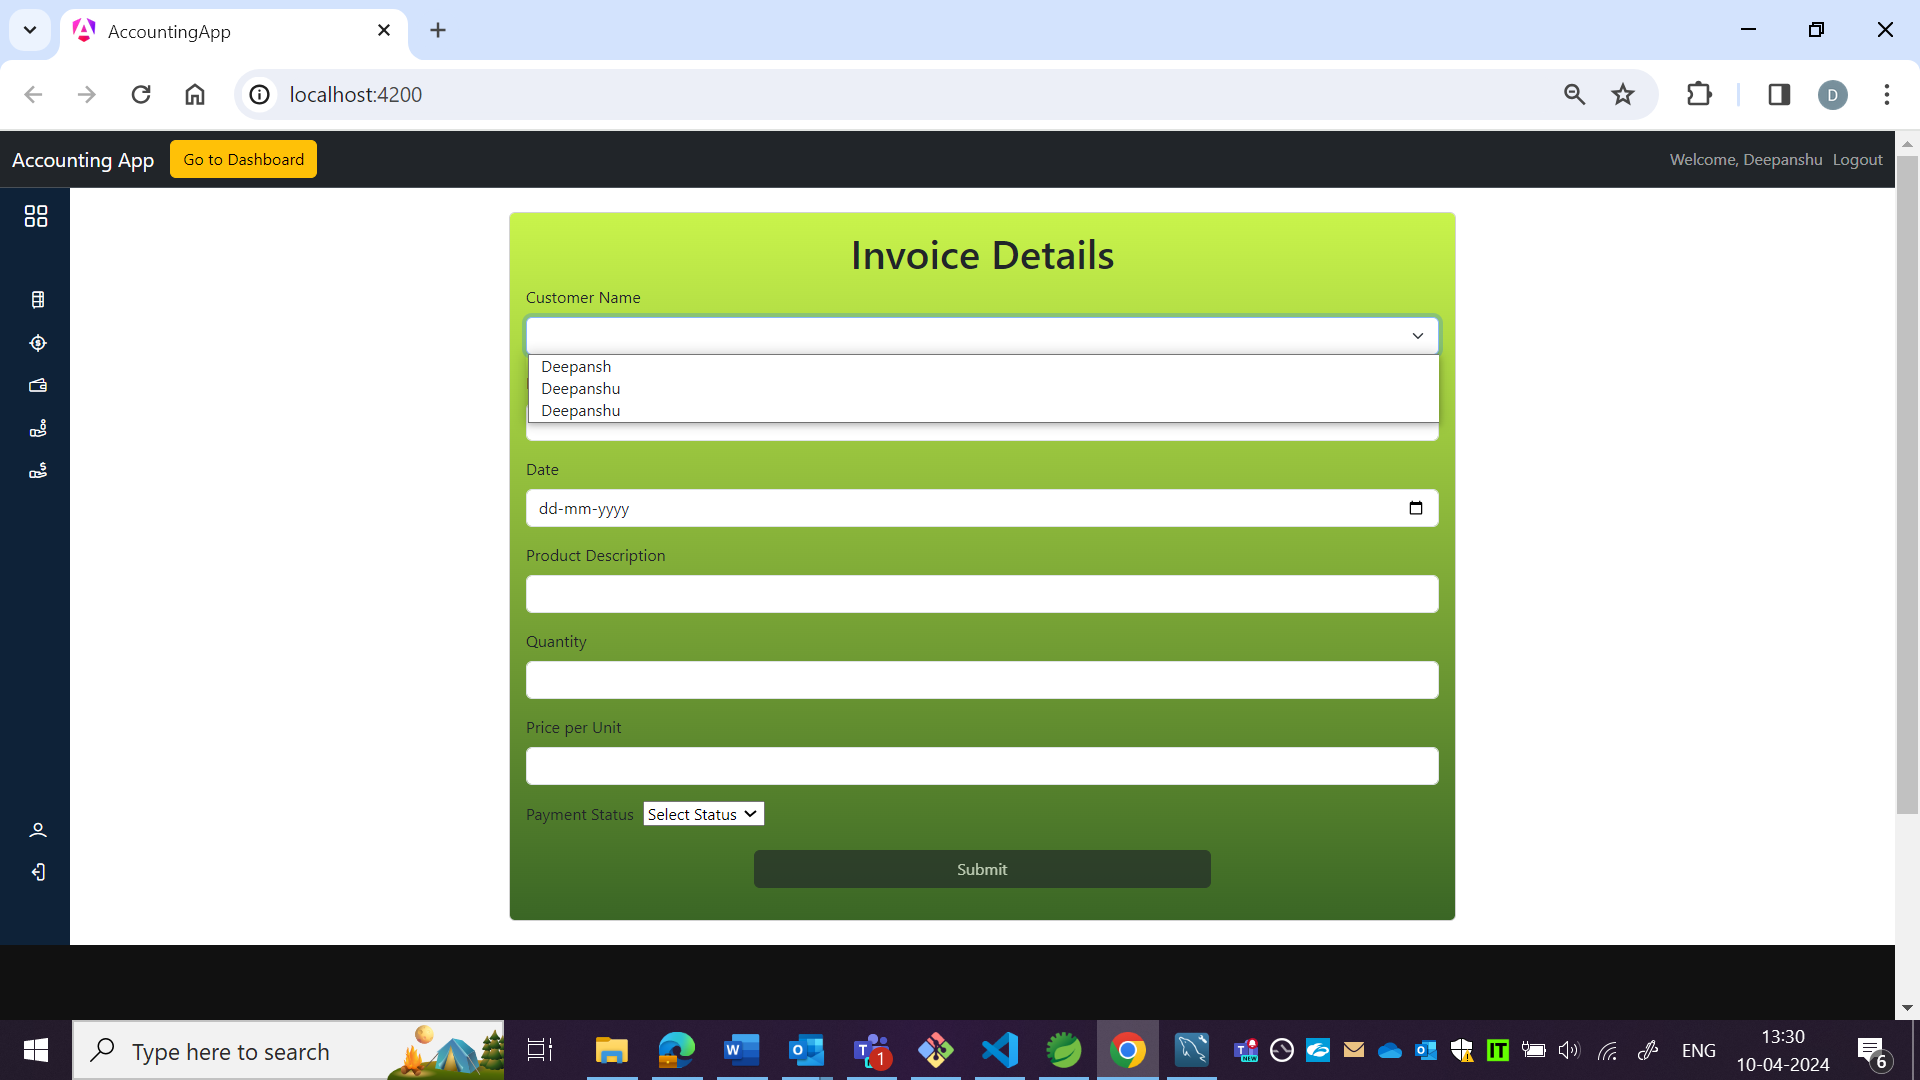 AccountingApp
localhost:4200
D
Accounting App
Go to Dashboard
Welcome, Deepanshu Logout
Invoice Details
Customer Name
Deepansh
Deepanshu
Deepanshu
Date
dd-mm-yyyy
Product Description
Quantity
Price per Unit
Payment Status Select Status
Submit
Type here to search
1
IT
ENG
13:30
10-04-2024
6